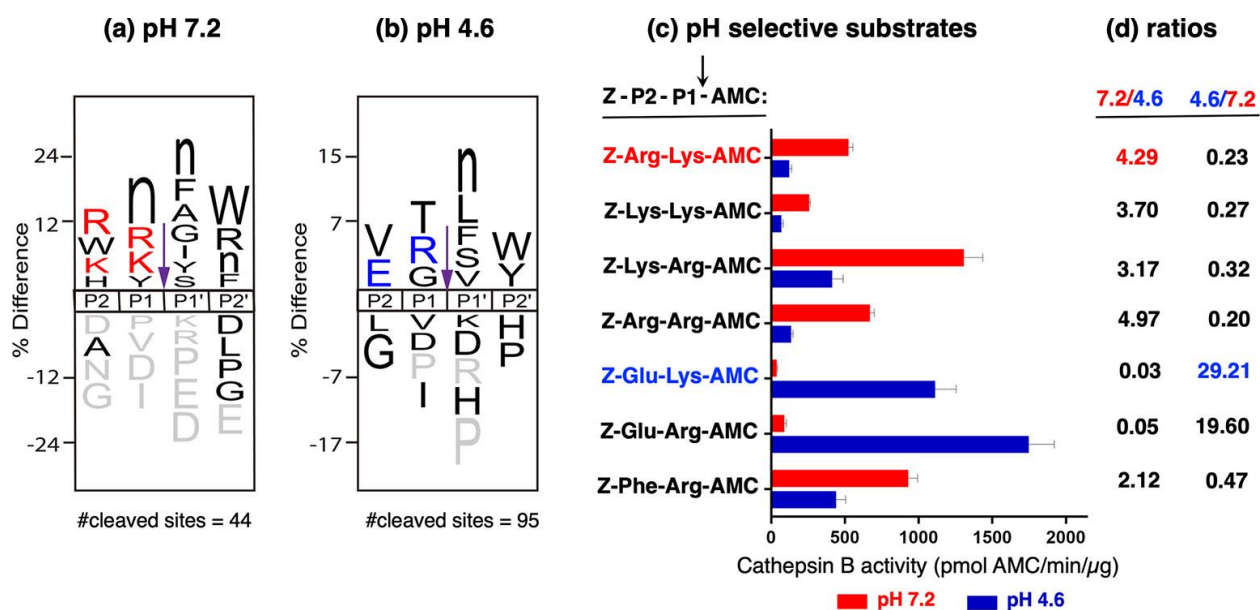 (a) pH 7.2
(b) pH 4.6
(c) pH selective substrates
(d) ratios
Z - P2 - P1 - AMC:
7.2/4.6 4.6/7.2
% Difference
24
12
-12
-24
n
R W K H
n R K Y
n F A G I Y S
W R n F
P2 P1 P1' P2'
D A N G
P V D I
K R P E D
D L P G E
#cleaved sites = 44
% Difference
15
7
-7
-17
V E
T R G
n L F S V
W Y
P2 P1 P1' P2'
L G
V D P I
K D R H P
H P
#cleaved sites = 95
Z-Arg-Lys-AMC 4.29 0.23
Z-Lys-Lys-AMC 3.70 0.27
Z-Lys-Arg-AMC 3.17 0.32
Z-Arg-Arg-AMC 4.97 0.20
Z-Glu-Lys-AMC 0.03 29.21
Z-Glu-Arg-AMC 0.05 19.60
Z-Phe-Arg-AMC 2.12 0.47
0 500 1000 1500 2000
Cathepsin B activity (pmol AMC/min/µg)
pH 7.2 pH 4.6